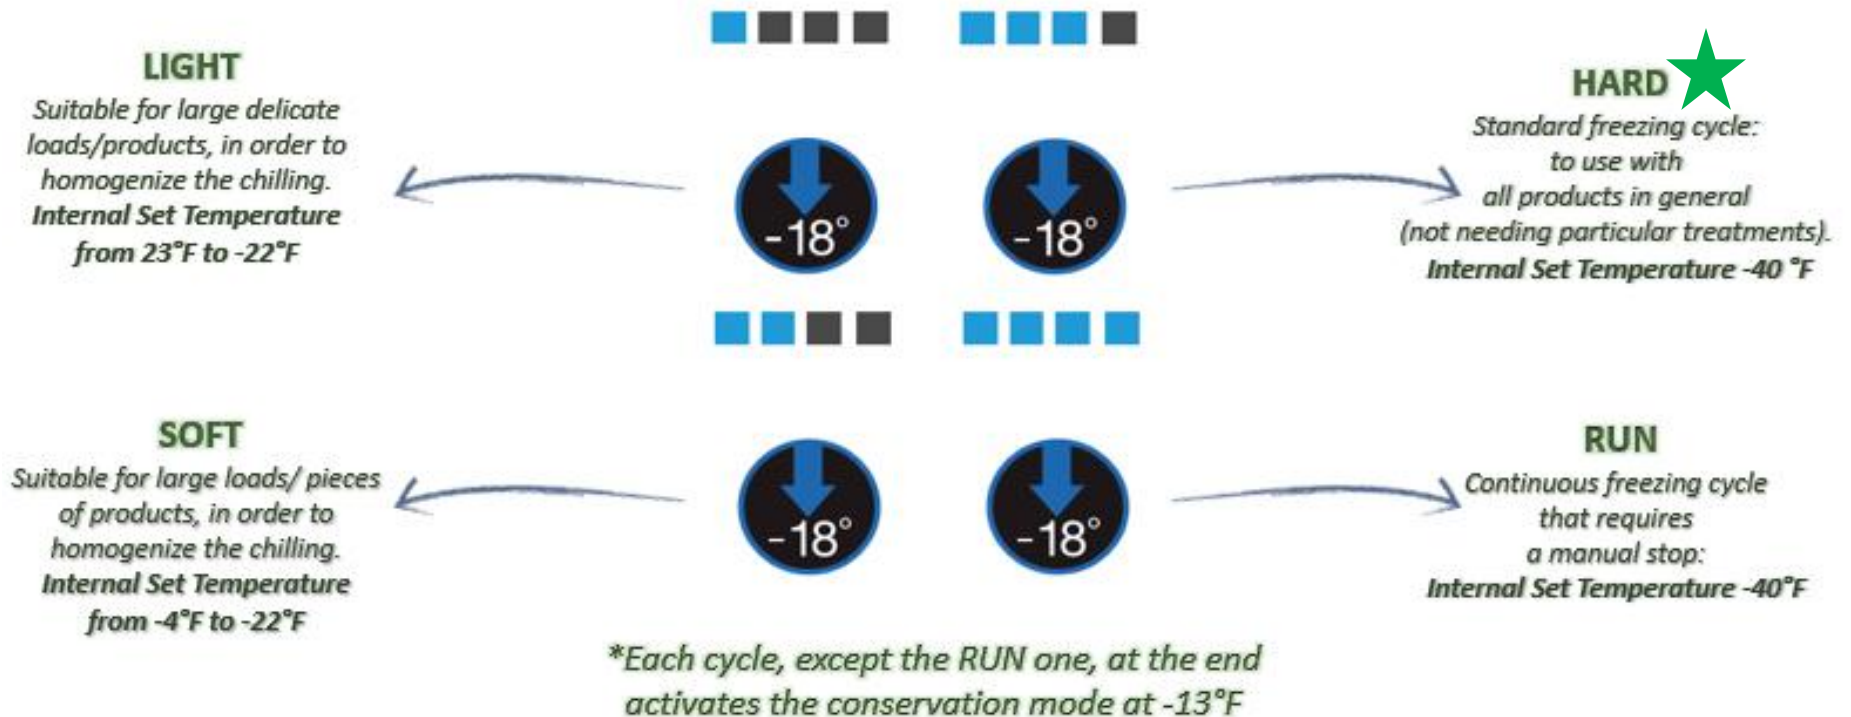 LIGHT
Suitable for large delicate
loads/products, in order to
homogenize the chilling.
Internal Set Temperature
from 23°F to -22°F
-18°
-18°
HARD
Standard freezing cycle:
to use with
all products in general
(not needing particular treatments).
Internal Set Temperature -40 °F
SOFT
Suitable for large loads/ pieces
of products, in order to
homogenize the chilling.
Internal Set Temperature
from -4°F to -22°F
-18°
-18°
RUN
Continuous freezing cycle
that requires
a manual stop:
Internal Set Temperature -40°F
*Each cycle, except the RUN one, at the end
activates the conservation mode at -13°F